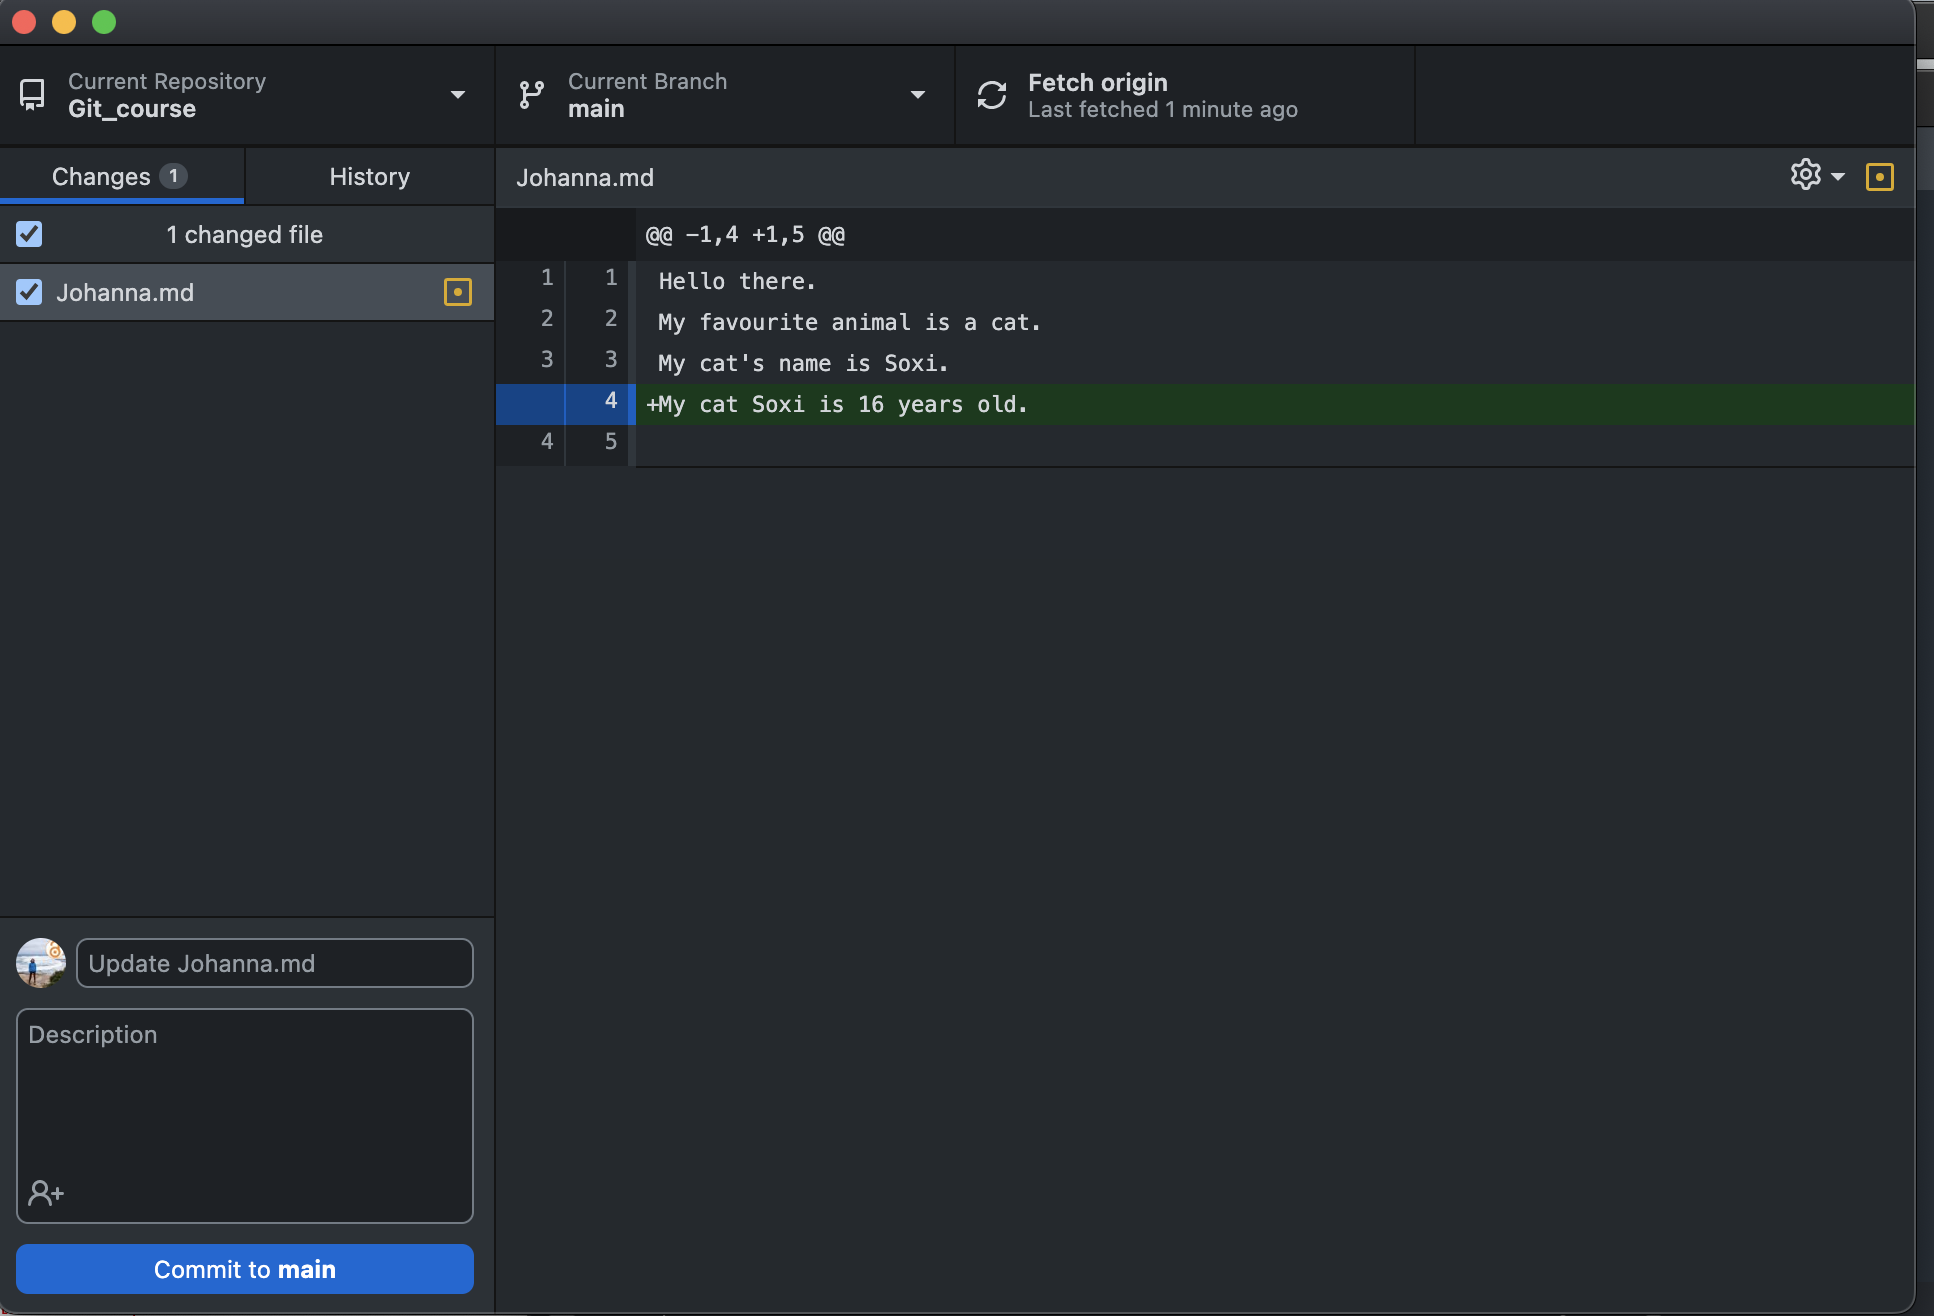 Current Repository
Git_course
Current Branch
main
Fetch origin
Last fetched 1 minute ago
Changes 1
History
1 changed file
Johanna.md
Johanna.md
@@ -1,4 +1,5 @@
1 1 Hello there.
2 2 My favourite animal is a cat.
3 3 My cat's name is Soxi.
4 +My cat Soxi is 16 years old.
4 5
Update Johanna.md
Description
Commit to main